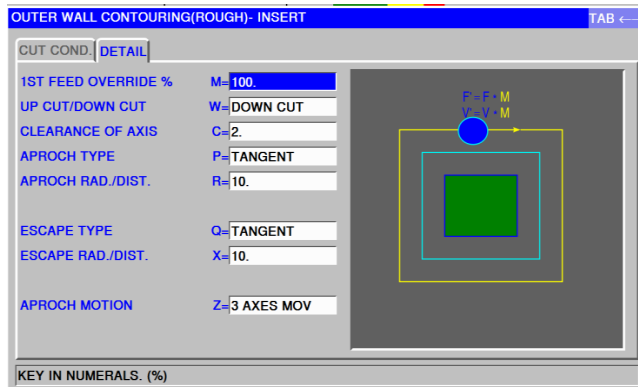 OUTER WALL CONTOURING(ROUGH)- INSERT TAB ←
CUT COND. DETAIL
1ST FEED OVERRIDE % M= 100.
UP CUT/DOWN CUT W= DOWN CUT
CLEARANCE OF AXIS C= 2.
APROCH TYPE P= TANGENT
APROCH RAD./DIST. R= 10.
ESCAPE TYPE Q= TANGENT
ESCAPE RAD./DIST. X= 10.
APROCH MOTION Z= 3 AXES MOV
F'= F・M
V'= V・M
KEY IN NUMERALS. (%)